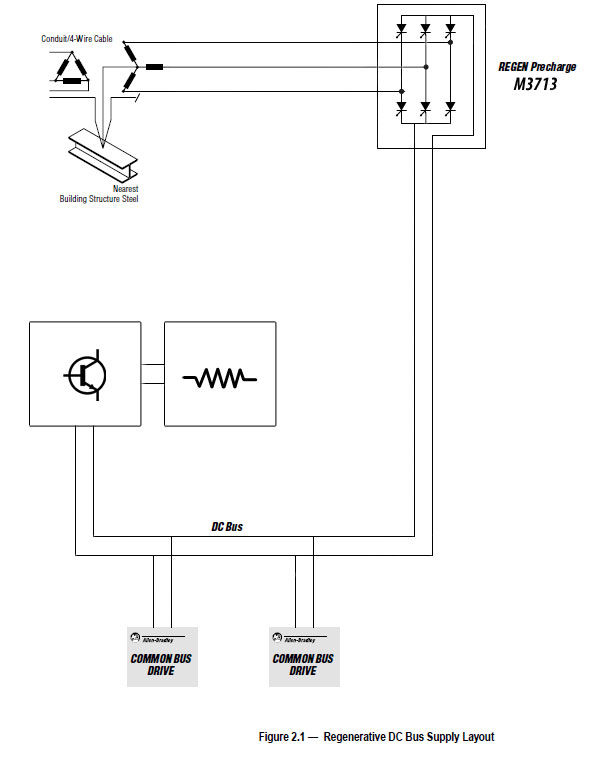 Conduit/4-Wire Cable
REGEN Precharge
M3713
Nearest
Building Structure Steel
DC Bus
Allen-Bradley
COMMON BUS
DRIVE
Allen-Bradley
COMMON BUS
DRIVE
Figure 2.1 — Regenerative DC Bus Supply Layout